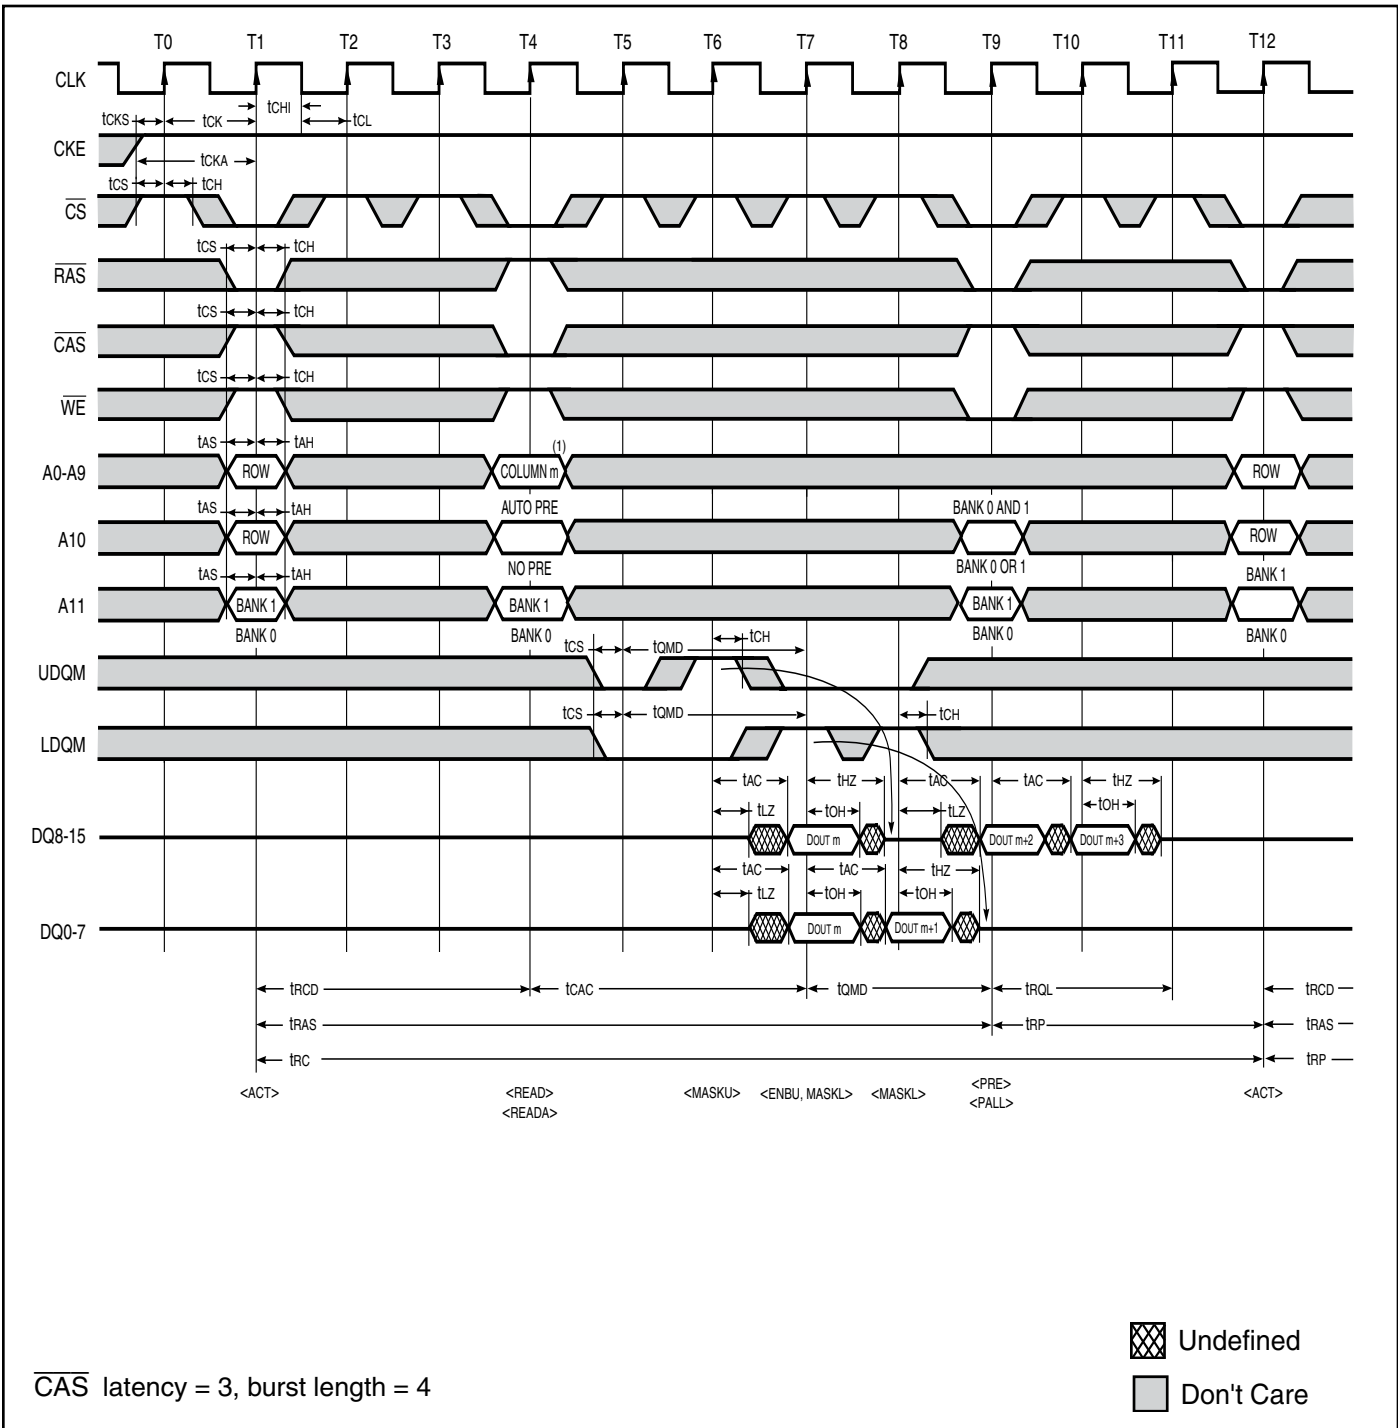 T0 T1 T2 T3 T4 T5 T6 T7 T8 T9 T10 T11 T12
CLK
tCHI
tCKS tCK tCL
CKE
tCKA
tCS tCH
CS
tCS tCH
RAS
tCS tCH
CAS
tCS tCH
WE
tAS tAH (1)
A0-A9 ROW COLUMN m ROW
tAS tAH AUTO PRE BANK 0 AND 1
A10 ROW ROW
NO PRE BANK 0 OR 1 BANK 1
tAS tAH
A11 BANK 1 BANK 1 BANK 1
BANK 0 BANK 0 BANK 0 BANK 0
tCS tQMD tCH
UDQM
tCS tQMD tCH
LDQM
tAC tHZ tAC tAC tHZ
tLZ tOH tLZ tOH
DQ8-15 DOUT m DOUT m+2 DOUT m+3
tAC tAC tHZ
tLZ tOH tOH
DQ0-7 DOUT m DOUT m+1
tRCD tCAC tQMD tRQL tRCD
tRAS tRP tRAS
tRC tRP
<ACT> <READ> <MASKU> <ENBU, MASKL> <MASKL> <PRE> <ACT>
<READA> <PALL>
Undefined
CAS latency = 3, burst length = 4
Don't Care